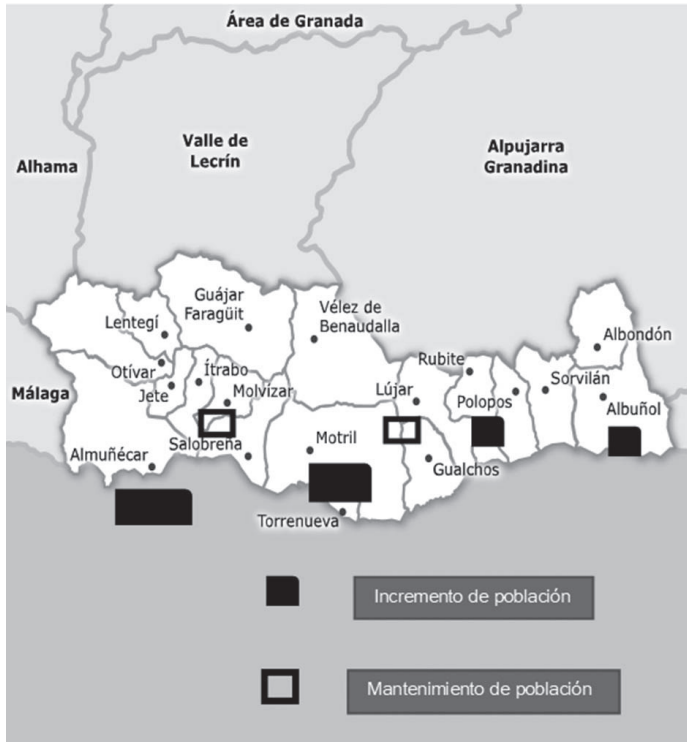 Área de Granada
Valle de
Lecrín
Alpujarra
Granadina
Alhama
Guájar
Faragüit
Vélez de
Benaudalla
Lentegí
Albondón
Otívar
Ítrabo
Rubite
Sorvilán
Málaga
Jete
Molvízar
Lújar
Polopos
Albuñol
Salobreña
Motril
Almuñécar
Gualchos
Torrenueva
Incremento de población
Mantenimiento de población